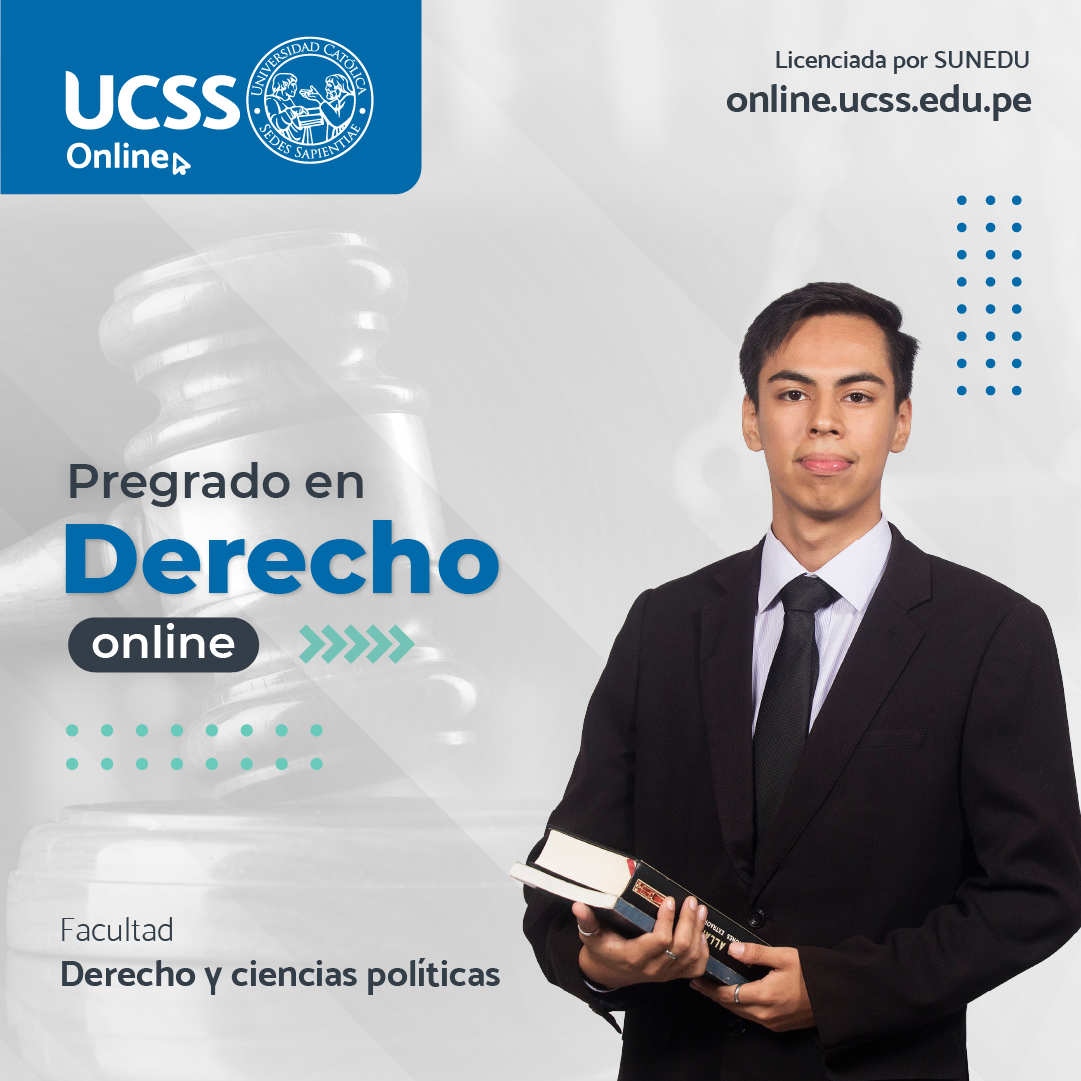 UCSS
Online
UNIVERSIDAD CATÓLICA
SEDES SAPIENTIAE
Licenciada por SUNEDU
online.ucss.edu.pe
Pregrado en
Derecho
online
Facultad
Derecho y ciencias políticas